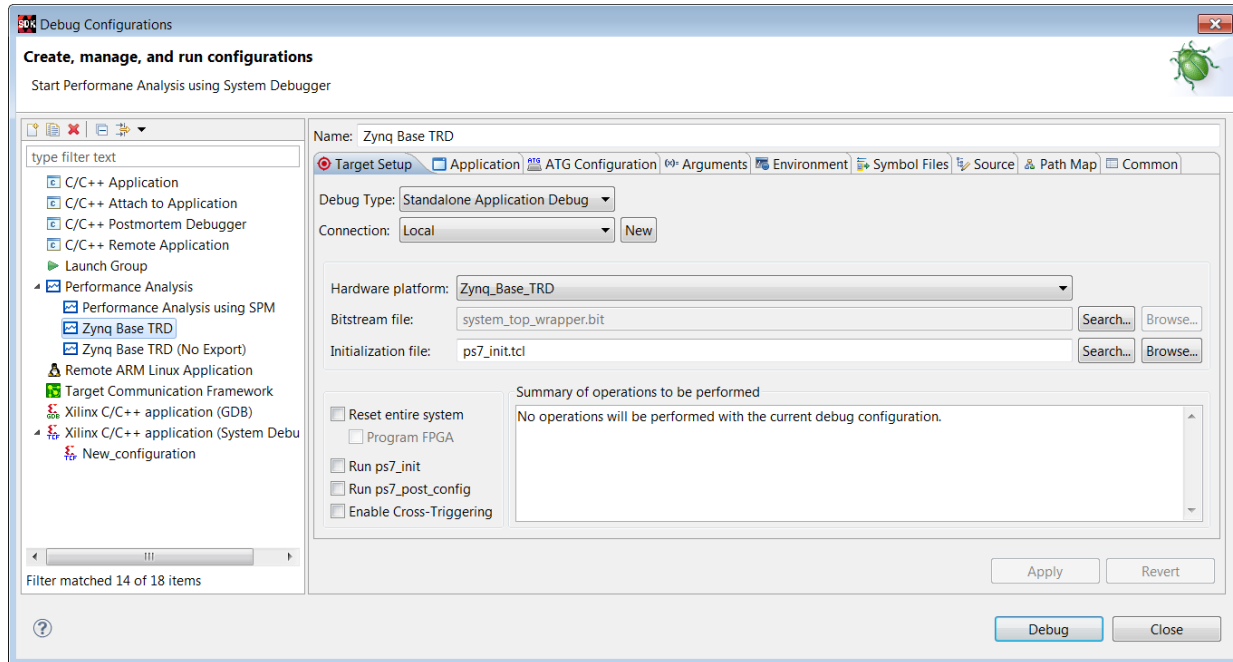 SDK Debug Configurations
Create, manage, and run configurations
Start Performane Analysis using System Debugger
type filter text
C/C++ Application
C/C++ Attach to Application
C/C++ Postmortem Debugger
C/C++ Remote Application
Launch Group
Performance Analysis
Performance Analysis using SPM
Zynq Base TRD
Zynq Base TRD (No Export)
Remote ARM Linux Application
Target Communication Framework
Xilinx C/C++ application (GDB)
Xilinx C/C++ application (System Debu
New_configuration
Filter matched 14 of 18 items
Name: Zynq Base TRD
Target Setup Application ATG Configuration Arguments Environment Symbol Files Source Path Map Common
Debug Type: Standalone Application Debug
Connection: Local New
Hardware platform: Zynq_Base_TRD
Bitstream file: system_top_wrapper.bit Search... Browse...
Initialization file: ps7_init.tcl Search... Browse...
Reset entire system
Program FPGA
Run ps7_init
Run ps7_post_config
Enable Cross-Triggering
Summary of operations to be performed
No operations will be performed with the current debug configuration.
Apply Revert
Debug Close